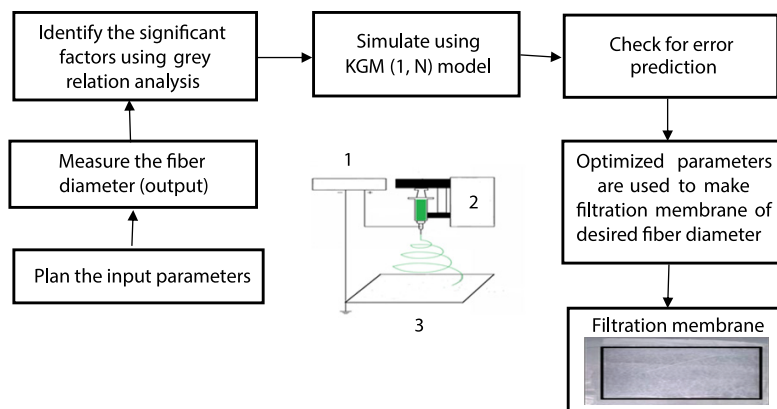 Identify the significant
factors using grey
relation analysis
Simulate using
KGM (1, N) model
Check for error
prediction
Measure the fiber
diameter (output)
1
− +
2
Optimized parameters
are used to make
filtration membrane of
desired fiber diameter
Plan the input parameters
3
Filtration membrane